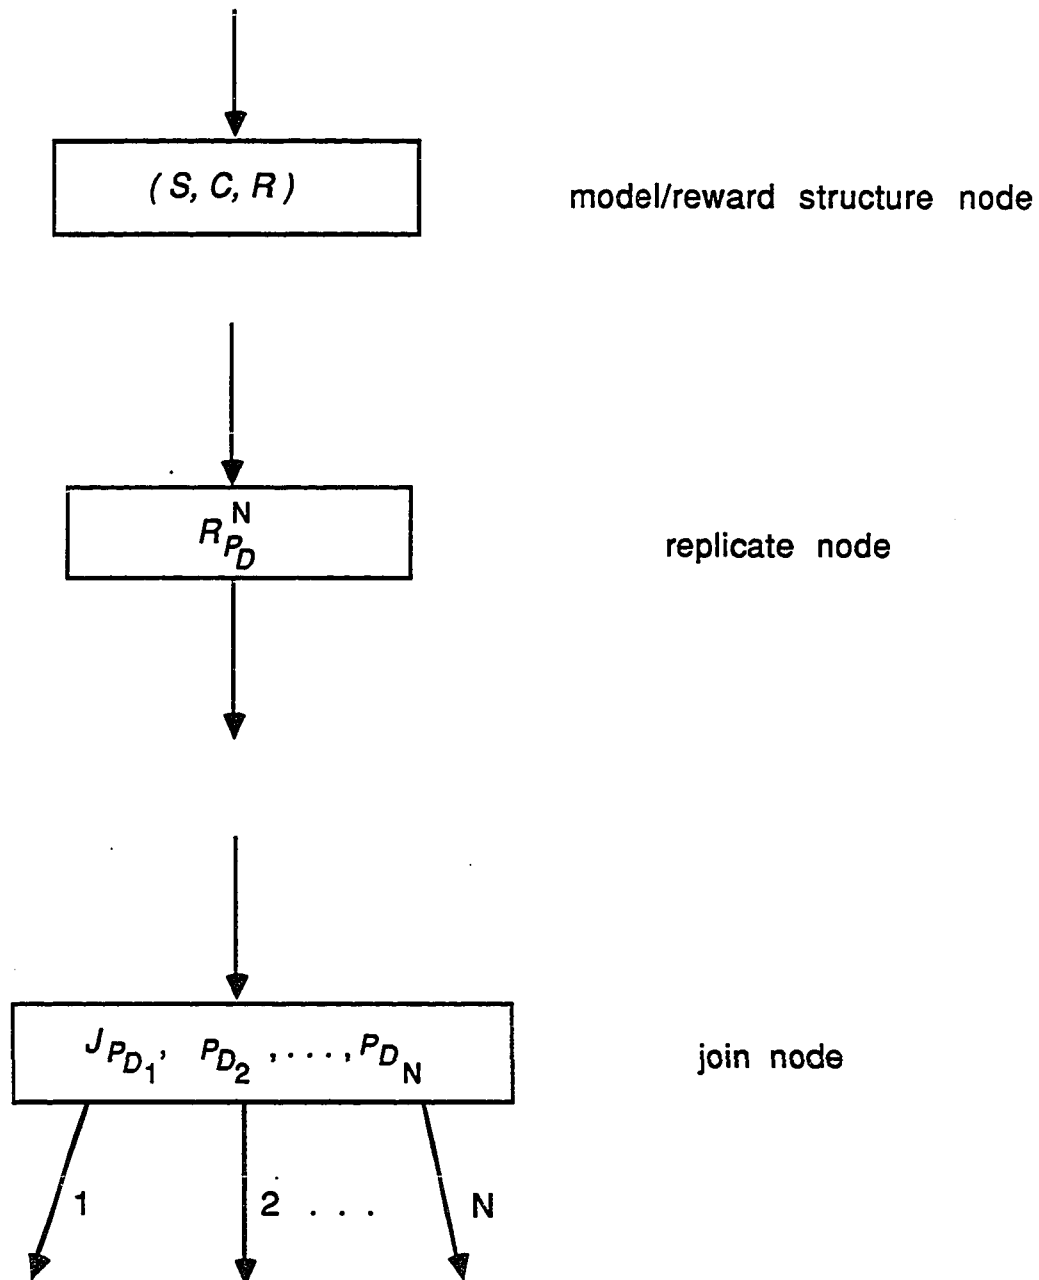 ( S, C, R )    model/reward structure node
R^N_{P_D}    replicate node
J_{P_{D_1}}, P_{D_2} , . . . . , P_{D_N}    join node
1    2 . . .    N